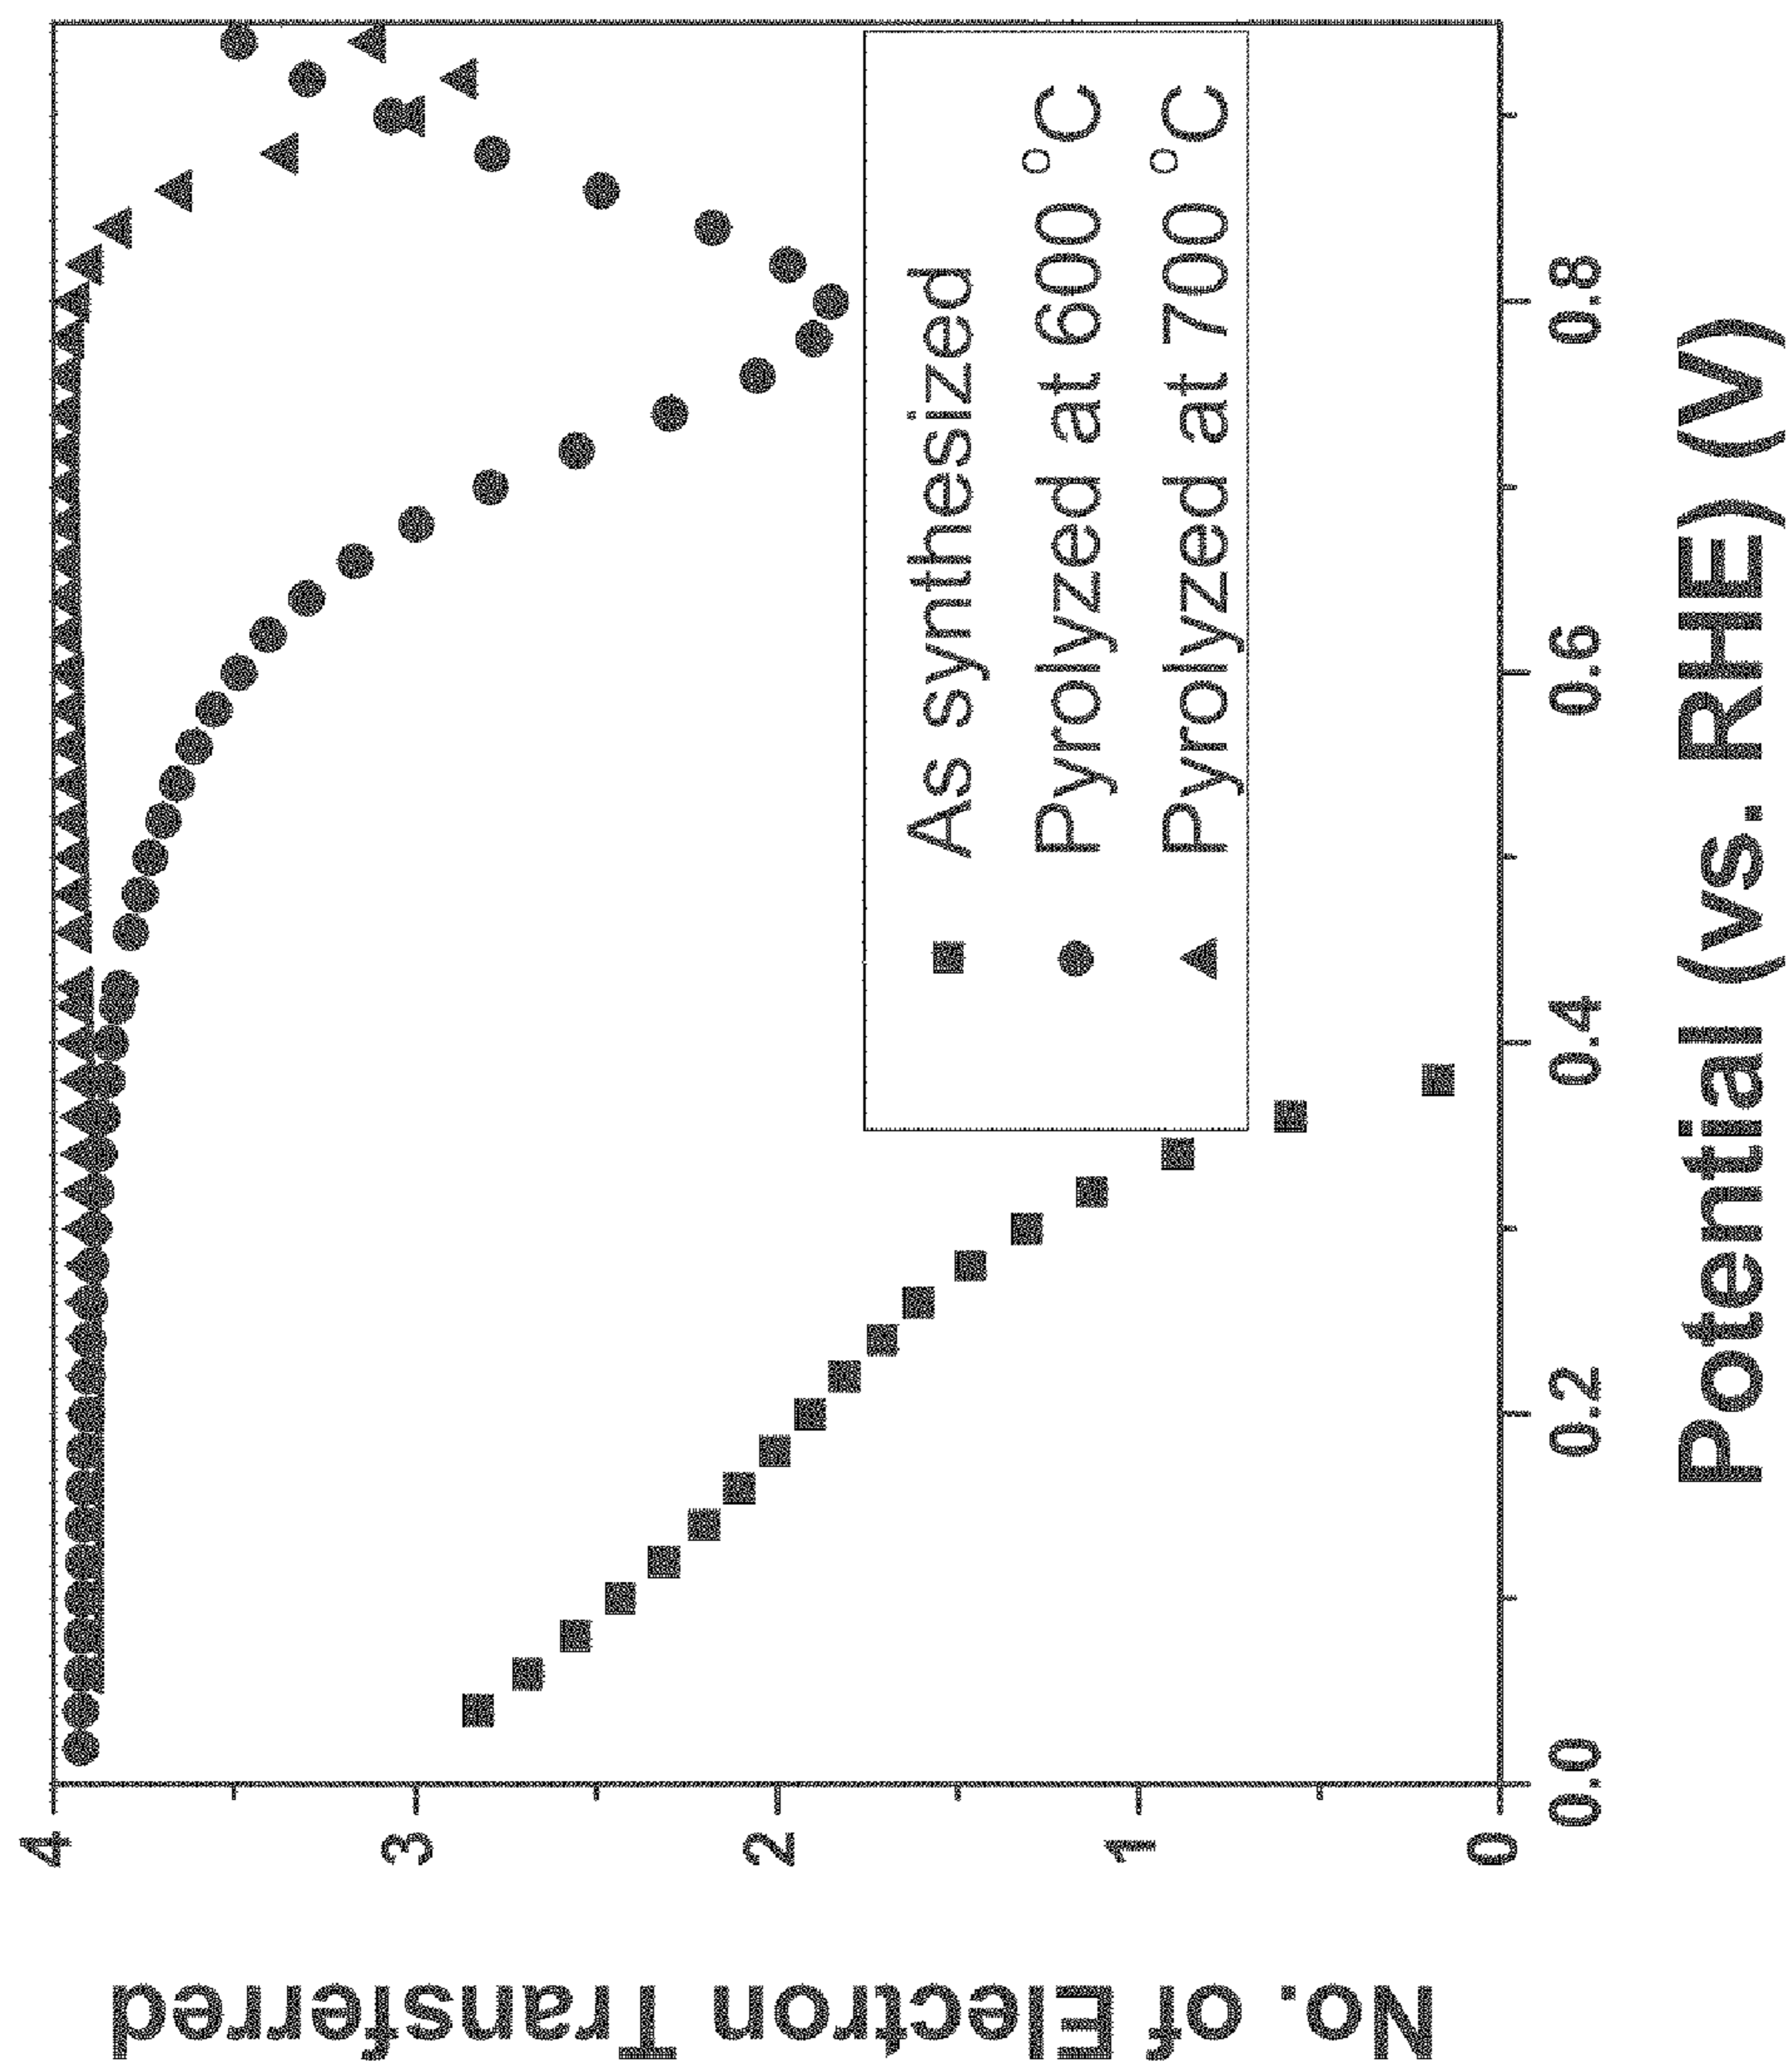 No. of Electron Transferred
4
3
2
1
0
As synthesized
Pyrolyzed at 600 °C
Pyrolyzed at 700 °C
0.0
0.2
0.4
0.6
0.8
Potential (vs. RHE) (V)